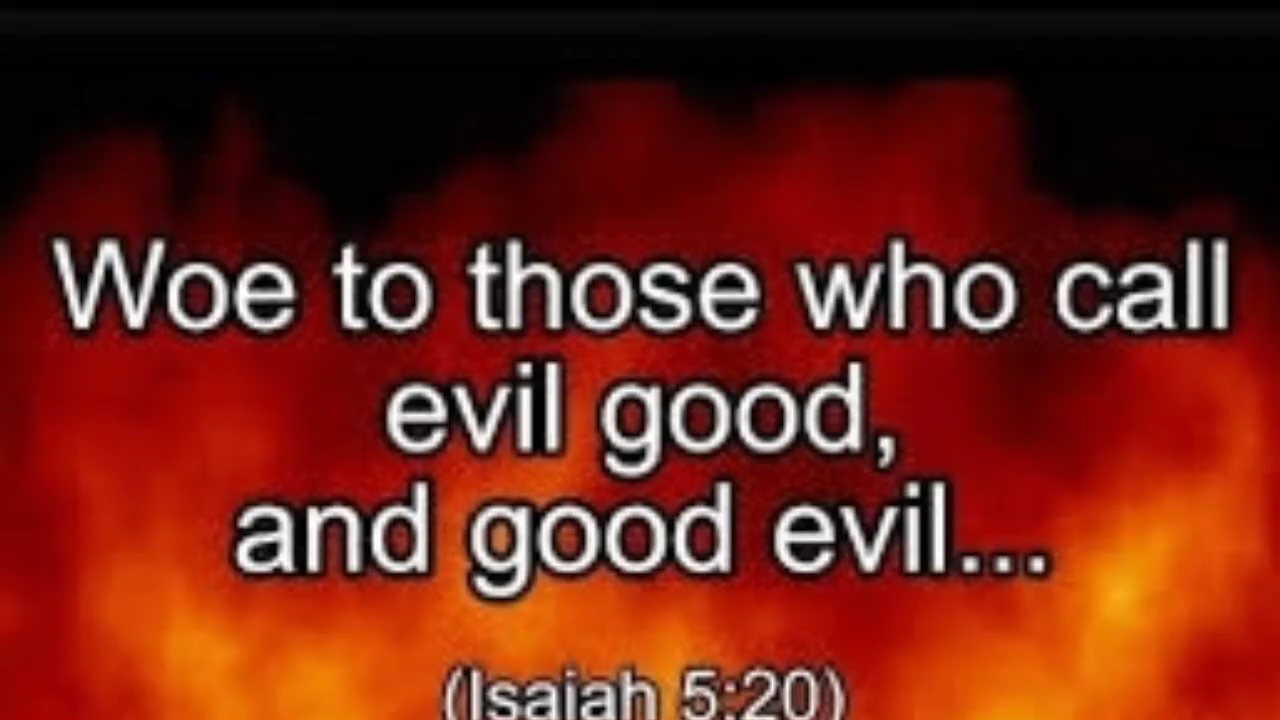 Woe to those who call
evil good,
and good evil...
(Isaiah 5:20)